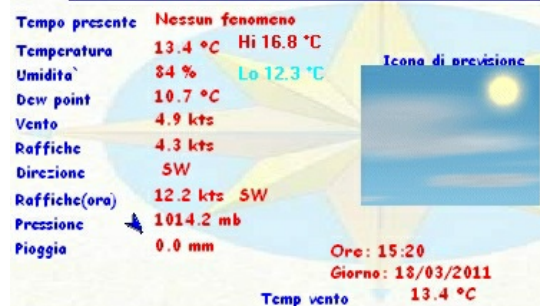 Tempo presente Nessun fenomeno
Temperatura 13.4 °C Hi 16.8 °C
Umidita` 84 % Lo 12.3 °C
Icona di previsione
Dew point 10.7 °C
Vento 4.9 kts
Raffiche 4.3 kts
Direzione SW
Raffiche(ora) 12.2 kts SW
Pressione 1014.2 mb
Pioggia 0.0 mm
Ore: 15:20
Giorno: 18/03/2011
Temp vento 13.4 °C